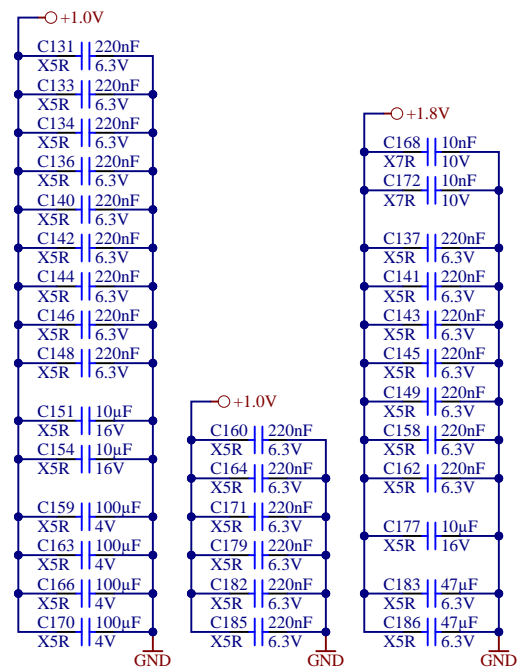 +1.0V
C131 220nF
X5R 6.3V
C133 220nF
X5R 6.3V
C134 220nF
X5R 6.3V
C136 220nF
X5R 6.3V
C140 220nF
X5R 6.3V
C142 220nF
X5R 6.3V
C144 220nF
X5R 6.3V
C146 220nF
X5R 6.3V
C148 220nF
X5R 6.3V
C151 10µF
X5R 16V
C154 10µF
X5R 16V
C159 100µF
X5R 4V
C163 100µF
X5R 4V
C166 100µF
X5R 4V
C170 100µF
X5R 4V
GND
+1.0V
C160 220nF
X5R 6.3V
C164 220nF
X5R 6.3V
C171 220nF
X5R 6.3V
C179 220nF
X5R 6.3V
C182 220nF
X5R 6.3V
C185 220nF
X5R 6.3V
GND
+1.8V
C168 10nF
X7R 10V
C172 10nF
X7R 10V
C137 220nF
X5R 6.3V
C141 220nF
X5R 6.3V
C143 220nF
X5R 6.3V
C145 220nF
X5R 6.3V
C149 220nF
X5R 6.3V
C158 220nF
X5R 6.3V
C162 220nF
X5R 6.3V
C177 10µF
X5R 16V
C183 47µF
X5R 6.3V
C186 47µF
X5R 6.3V
GND